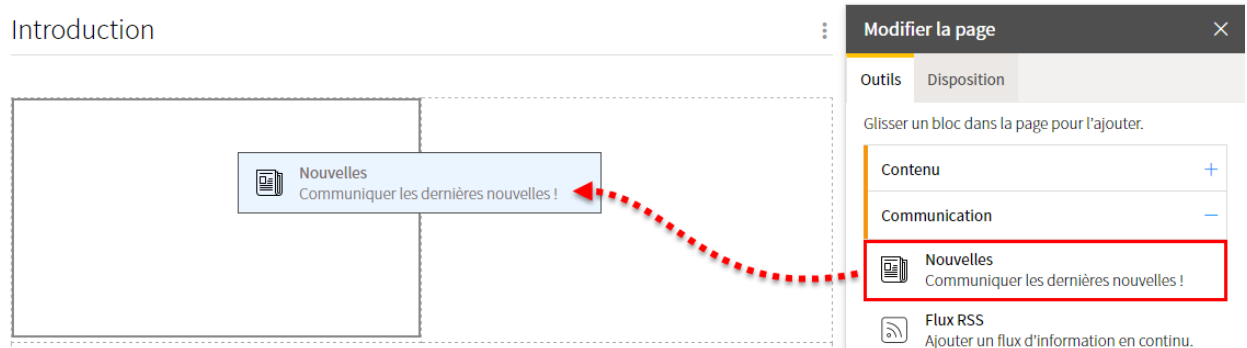 Introduction
Nouvelles
Communiquer les dernières nouvelles !
Modifier la page
Outils
Disposition
Glisser un bloc dans la page pour l'ajouter.
Contenu
Communication
Nouvelles
Communiquer les dernières nouvelles !
Flux RSS
Ajouter un flux d'information en continu.